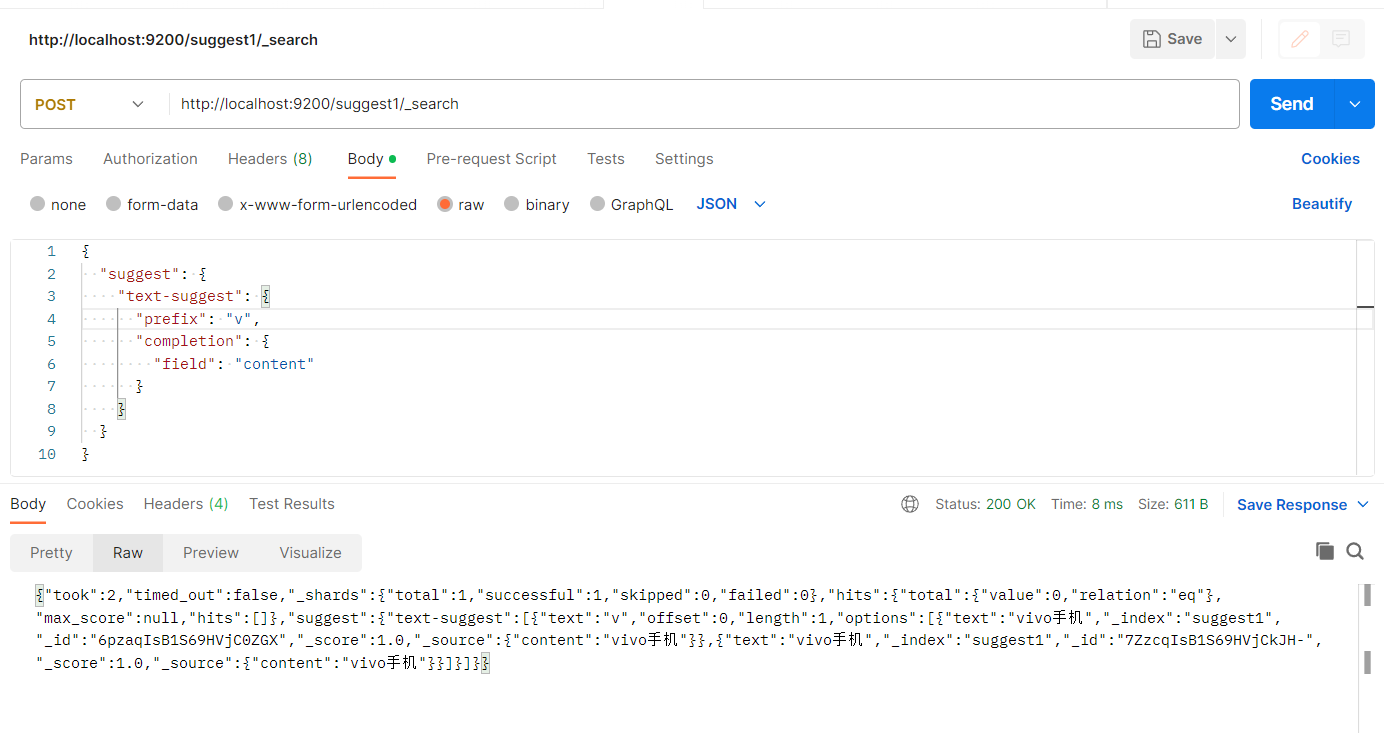 http://localhost:9200/suggest1/_search
Save
POST
http://localhost:9200/suggest1/_search
Send
Params Authorization Headers (8) Body Pre-request Script Tests Settings Cookies
none form-data x-www-form-urlencoded raw binary GraphQL JSON Beautify
1 {
2 "suggest": {
3 "text-suggest": {
4 "prefix": "v",
5 "completion": {
6 "field": "content"
7 }
8 }
9 }
10 }
Body Cookies Headers (4) Test Results Status: 200 OK Time: 8 ms Size: 611 B Save Response
Pretty Raw Preview Visualize
{"took":2,"timed_out":false,"_shards":{"total":1,"successful":1,"skipped":0,"failed":0},"hits":{"total":{"value":0,"relation":"eq"},
"max_score":null,"hits":[]},"suggest":{"text-suggest":[{"text":"v","offset":0,"length":1,"options":[{"text":"vivo手机","_index":"suggest1",
"_id":"6pzaqIsB1S69HVjC0ZGX","_score":1.0,"_source":{"content":"vivo手机"}},{"text":"vivo手机","_index":"suggest1","_id":"7ZzcqIsB1S69HVjCkJH-",
"_score":1.0,"_source":{"content":"vivo手机"}}]}]}}